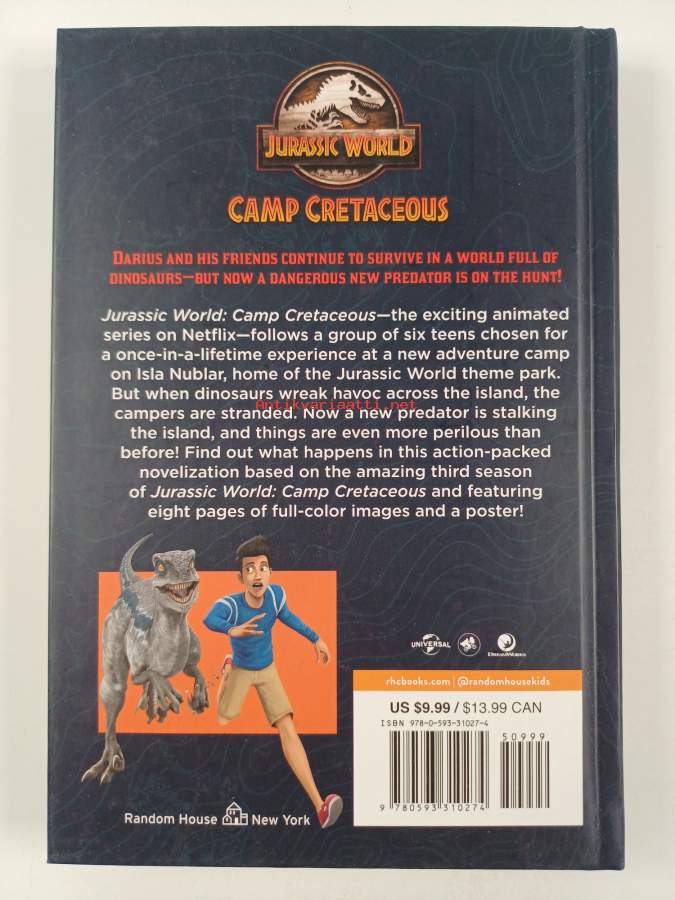 JURASSIC WORLD
CAMP CRETACEOUS
DARIUS AND HIS FRIENDS CONTINUE TO SURVIVE IN A WORLD FULL OF
DINOSAURS—BUT NOW A DANGEROUS NEW PREDATOR IS ON THE HUNT!
Jurassic World: Camp Cretaceous—the exciting animated
series on Netflix—follows a group of six teens chosen for
a once-in-a-lifetime experience at a new adventure camp
on Isla Nublar, home of the Jurassic World theme park.
But when dinosaurs wreak havoc across the island, the
Antikvariaatti.net
campers are stranded. Now a new predator is stalking
the island, and things are even more perilous than
before! Find out what happens in this action-packed
novelization based on the amazing third season
of Jurassic World: Camp Cretaceous and featuring
eight pages of full-color images and a poster!
UNIVERSAL
DREAMWORKS
rhcbooks.com | @randomhousekids
US $9.99 / $13.99 CAN
ISBN 978-0-593-31027-4
50999
9 780593 310274
Random House New York